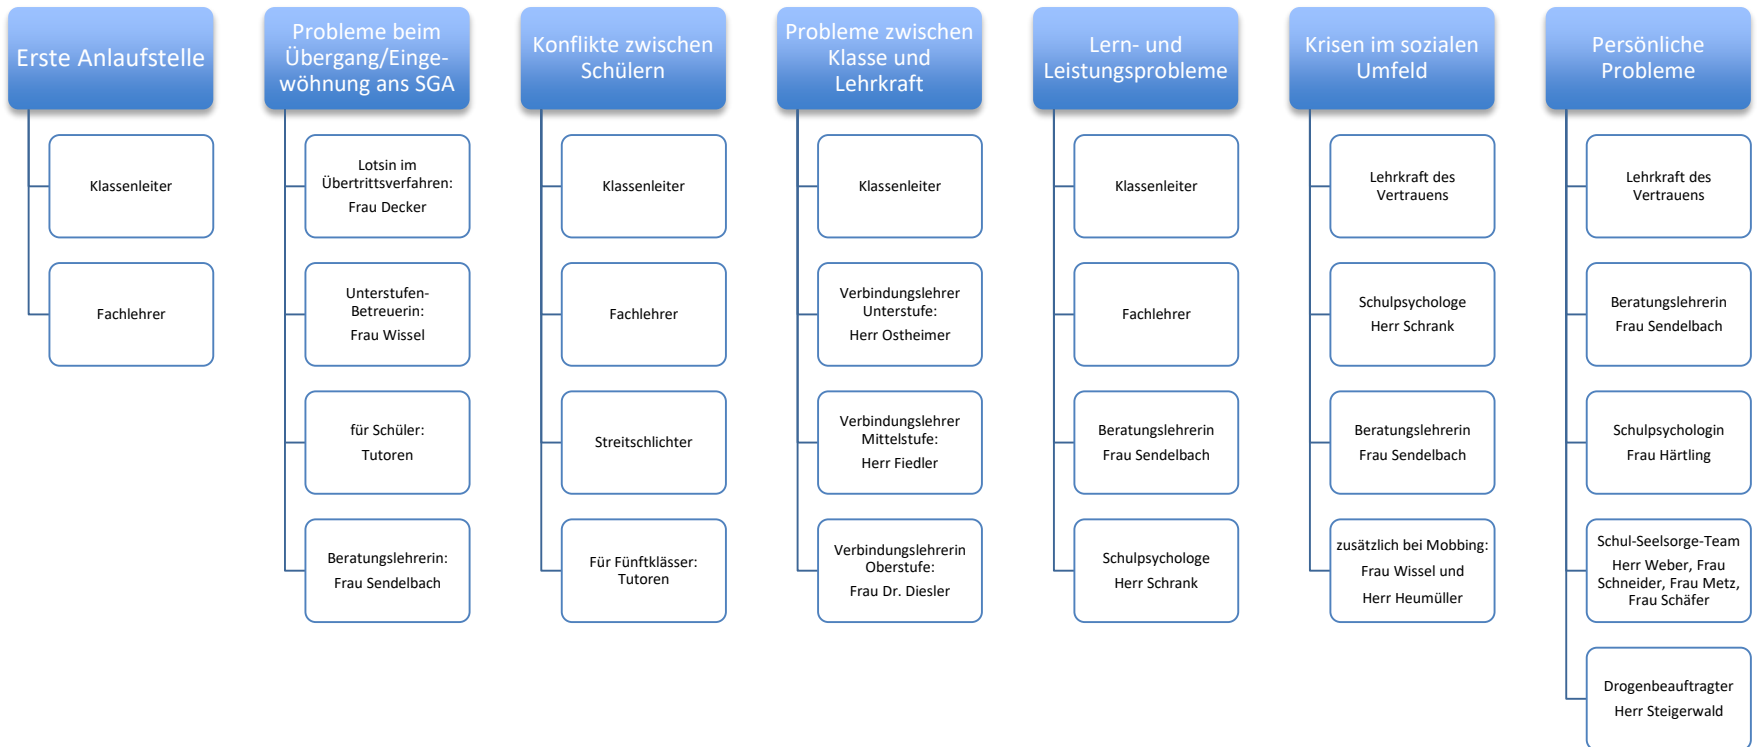 Erste Anlaufstelle
Klassenleiter
Fachlehrer
Probleme beim
Übergang/Einge-
wöhnung ans SGA
Lotsin im
Übertrittsverfahren:
Frau Decker
Unterstufen-
Betreuerin:
Frau Wissel
für Schüler:
Tutoren
Beratungslehrerin:
Frau Sendelbach
Konflikte zwischen
Schülern
Klassenleiter
Fachlehrer
Streitschlichter
Für Fünftklässer:
Tutoren
Probleme zwischen
Klasse und
Lehrkraft
Klassenleiter
Verbindungslehrer
Unterstufe:
Herr Ostheimer
Verbindungslehrer
Mittelstufe:
Herr Fiedler
Verbindungslehrerin
Oberstufe:
Frau Dr. Diesler
Lern- und
Leistungsprobleme
Klassenleiter
Fachlehrer
Beratungslehrerin
Frau Sendelbach
Schulpsychologe
Herr Schrank
Krisen im sozialen
Umfeld
Lehrkraft des
Vertrauens
Schulpsychologe
Herr Schrank
Beratungslehrerin
Frau Sendelbach
zusätzlich bei Mobbing:
Frau Wissel und
Herr Heumüller
Persönliche
Probleme
Lehrkraft des
Vertrauens
Beratungslehrerin
Frau Sendelbach
Schulpsychologin
Frau Härtling
Schul-Seelsorge-Team
Herr Weber, Frau
Schneider, Frau Metz,
Frau Schäfer
Drogenbeauftragter
Herr Steigerwald